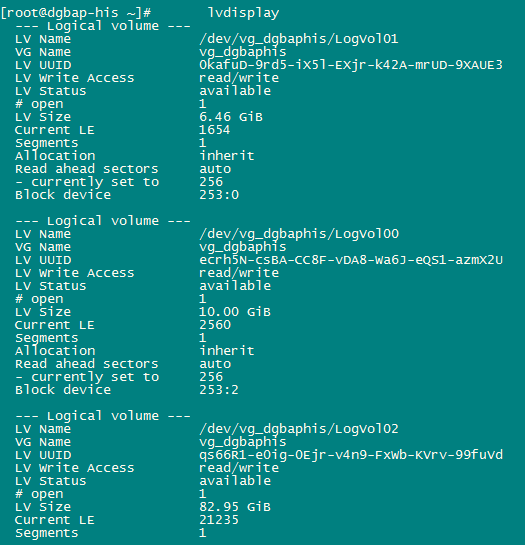 [root@dgbap-his ~]# lvdisplay
--- Logical volume ---
LV Name /dev/vg_dgbaphis/LogVol01
VG Name vg_dgbaphis
LV UUID 0kafuD-9rd5-iX5l-EXjr-k42A-mrUD-9XAUE3
LV Write Access read/write
LV Status available
# open 1
LV Size 6.46 GiB
Current LE 1654
Segments 1
Allocation inherit
Read ahead sectors auto
- currently set to 256
Block device 253:0
--- Logical volume ---
LV Name /dev/vg_dgbaphis/LogVol00
VG Name vg_dgbaphis
LV UUID ecrh5N-csBA-CC8F-vDA8-Wa6J-eQS1-azmX2U
LV Write Access read/write
LV Status available
# open 1
LV Size 10.00 GiB
Current LE 2560
Segments 1
Allocation inherit
Read ahead sectors auto
- currently set to 256
Block device 253:2
--- Logical volume ---
LV Name /dev/vg_dgbaphis/LogVol02
VG Name vg_dgbaphis
LV UUID qs66R1-eOig-OEjr-v4n9-FxWb-KVrv-99fuVd
LV Write Access read/write
LV Status available
# open 1
LV Size 82.95 GiB
Current LE 21235
Segments 1